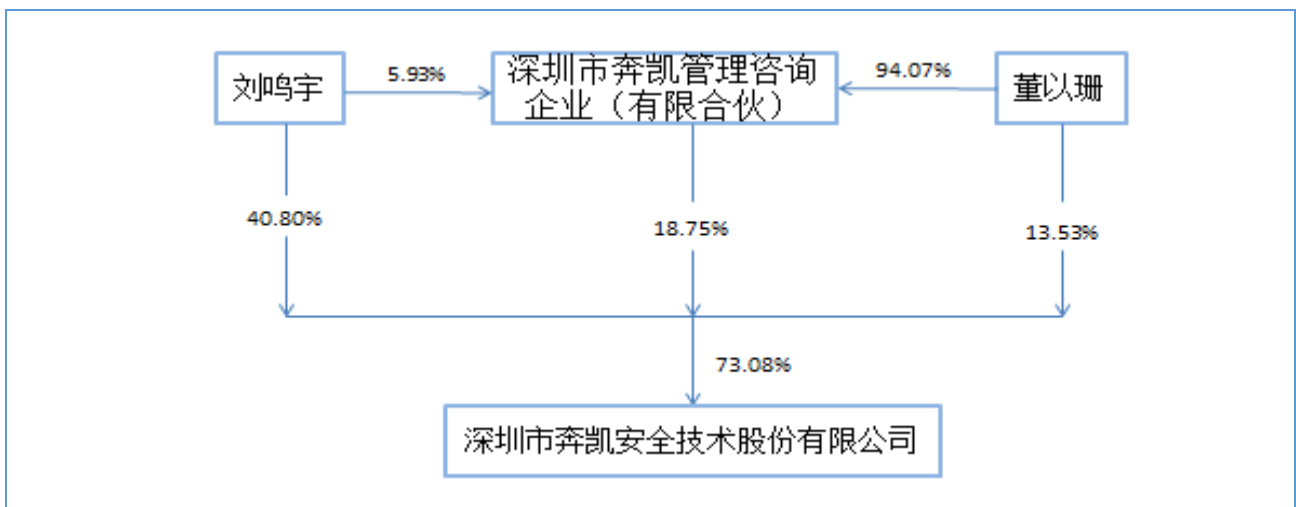 刘鸣宇
5.93%
深圳市奔凯管理咨询
企业（有限合伙）
94.07%
董以珊
40.80%
18.75%
13.53%
73.08%
深圳市奔凯安全技术股份有限公司